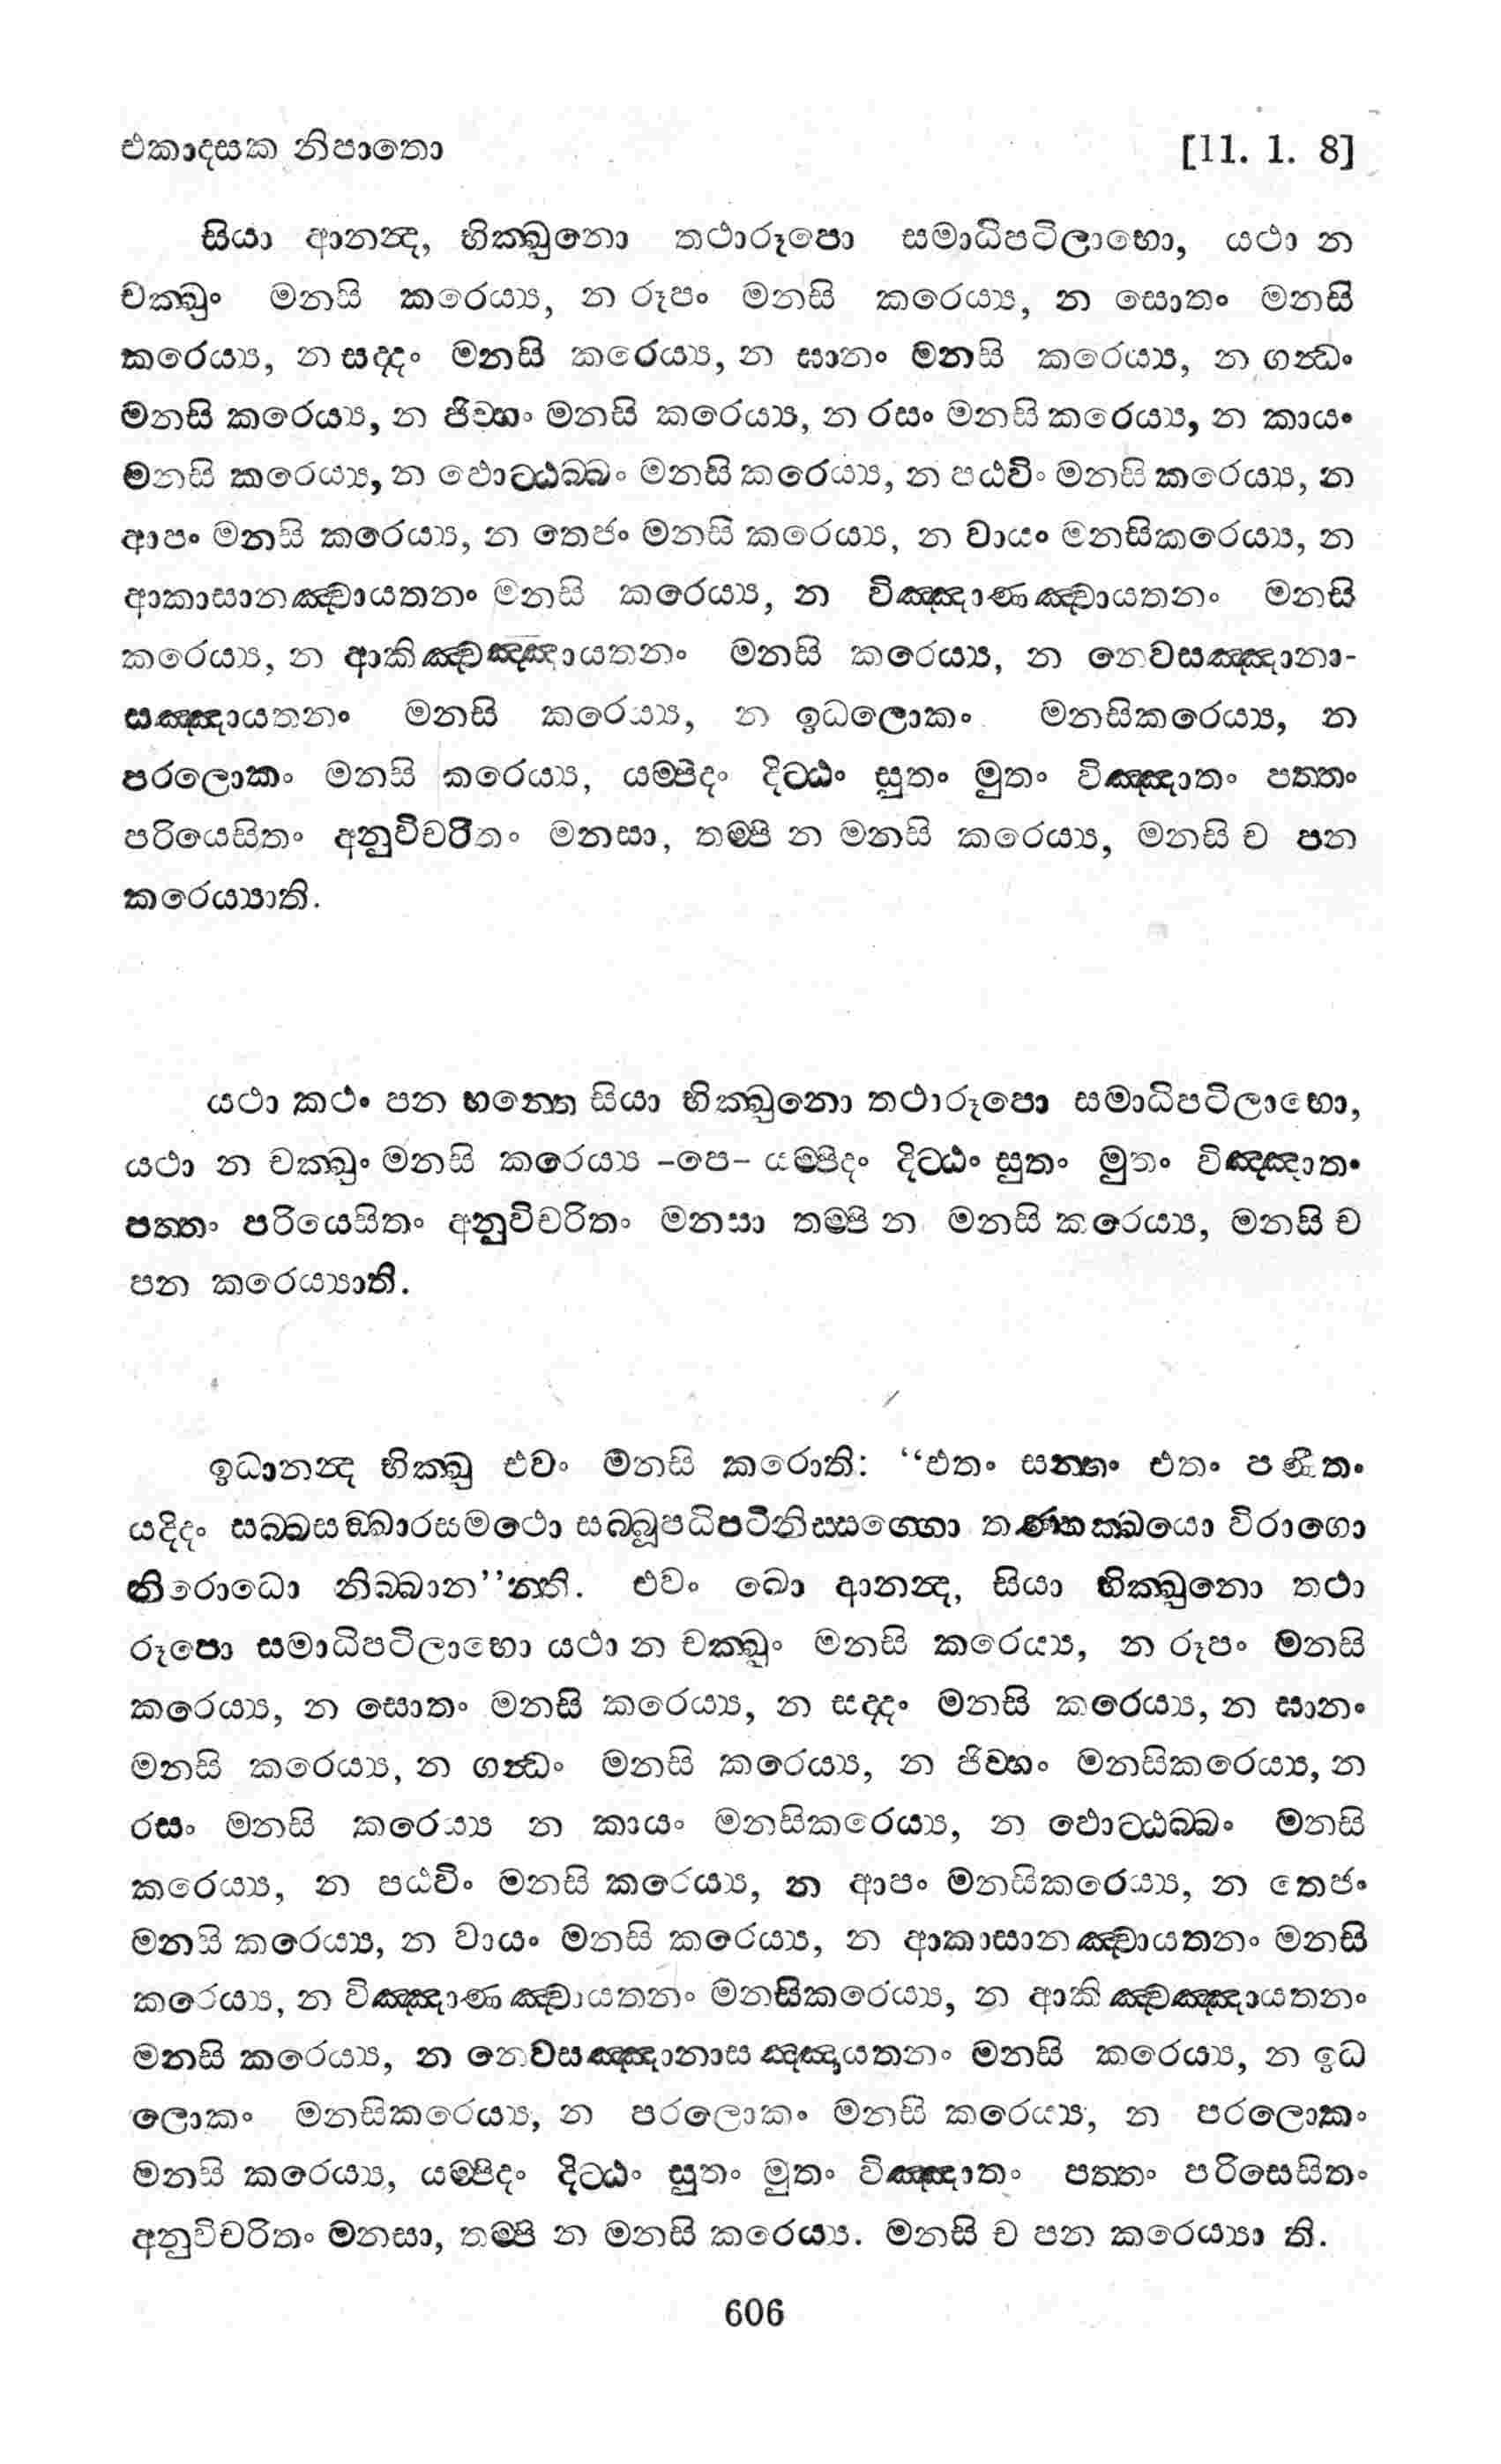 එකාදසක නිපාතො [11. 1. 8]
සියා ආනන්‍ද, භික්‍ඛුනො තථාරූපො සමාධිපටිලාභො, යථා න
චක්‍ඛුං මනසි කරෙය්‍ය, න රූපං මනසි කරෙය්‍ය, න සොතං මනසි
කරෙය්‍ය, න සද්‍දං මනසි කරෙය්‍ය, න ඝානං මනසි කරෙය්‍ය, න ගන්‍ධං
මනසි කරෙය්‍ය, න ජිව්හං මනසි කරෙය්‍ය, න රසං මනසි කරෙය්‍ය, න කායං
මනසි කරෙය්‍ය, න ඵොට්ඨබ්බං මනසි කරෙය්‍ය, න පඨවිං මනසි කරෙය්‍ය, න
ආපං මනසි කරෙය්‍ය, න තෙජං මනසි කරෙය්‍ය, න වායං මනසිකරෙය්‍ය, න
ආකාසානඤ්චායතනං මනසි කරෙය්‍ය, න විඤ්ඤාණඤ්චායතනං මනසි
කරෙය්‍ය, න ආකිඤ්චඤ්ඤායතනං මනසි කරෙය්‍ය, න නෙවසඤ්ඤානා-
සඤ්ඤායතනං මනසි කරෙය්‍ය, න ඉධලොකං මනසිකරෙය්‍ය, න
පරලොකං මනසි කරෙය්‍ය, යම්පිදං දිට්ඨං සුතං මුතං විඤ්ඤාතං පත්තං
පරියෙසිතං අනුවිචරිතං මනසා, තම්පි න මනසි කරෙය්‍ය, මනසි ච පන
කරෙය්‍යාති.
යථා කථං පන භන්තෙ සියා භික්‍ඛුනො තථාරූපො සමාධිපටිලාභො,
යථා න චක්‍ඛුං මනසි කරෙය්‍ය -පෙ- යම්පිදං දිට්ඨං සුතං මුතං විඤ්ඤාතං
පත්තං පරියෙසිතං අනුවිචරිතං මනසා තම්පි න මනසි කරෙය්‍ය, මනසි ච
පන කරෙය්‍යාති.
ඉධානන්‍ද භික්‍ඛු එවං මනසි කරොති: “එතං සන්තං එතං පණීතං
යදිදං සබ්බසඞ්ඛාරසමථො සබ්බූපධිපටිනිස්සග්ගො තණ්හක්ඛයො විරාගො
නිරොධො නිබ්බාන”න්ති. එවං ඛො ආනන්‍ද, සියා භික්‍ඛුනො තථා
රූපො සමාධිපටිලාභො යථා න චක්‍ඛුං මනසි කරෙය්‍ය, න රූපං මනසි
කරෙය්‍ය, න සොතං මනසි කරෙය්‍ය, න සද්‍දං මනසි කරෙය්‍ය, න ඝානං
මනසි කරෙය්‍ය, න ගන්‍ධං මනසි කරෙය්‍ය, න ජිව්හං මනසිකරෙය්‍ය, න
රසං මනසි කරෙය්‍ය න කායං මනසිකරෙය්‍ය, න ඵොට්ඨබ්බං මනසි
කරෙය්‍ය, න පඨවිං මනසි කරෙය්‍ය, න ආපං මනසිකරෙය්‍ය, න තෙජං
මනසි කරෙය්‍ය, න වායං මනසි කරෙය්‍ය, න ආකාසානඤ්චායතනං මනසි
කරෙය්‍ය, න විඤ්ඤාණඤ්චායතනං මනසිකරෙය්‍ය, න ආකිඤ්චඤ්ඤායතනං
මනසි කරෙය්‍ය, න නෙවසඤ්ඤානාසඤ්ඤායතනං මනසි කරෙය්‍ය, න ඉධ
ලොකං මනසිකරෙය්‍ය, න පරලොකං මනසි කරෙය්‍ය, න පරලොකං
මනසි කරෙය්‍ය, යම්පිදං දිට්ඨං සුතං මුතං විඤ්ඤාතං පත්තං පරිසෙසිතං
අනුවිචරිතං මනසා, තම්පි න මනසි කරෙය්‍ය. මනසි ච පන කරෙය්‍යා ති.
606